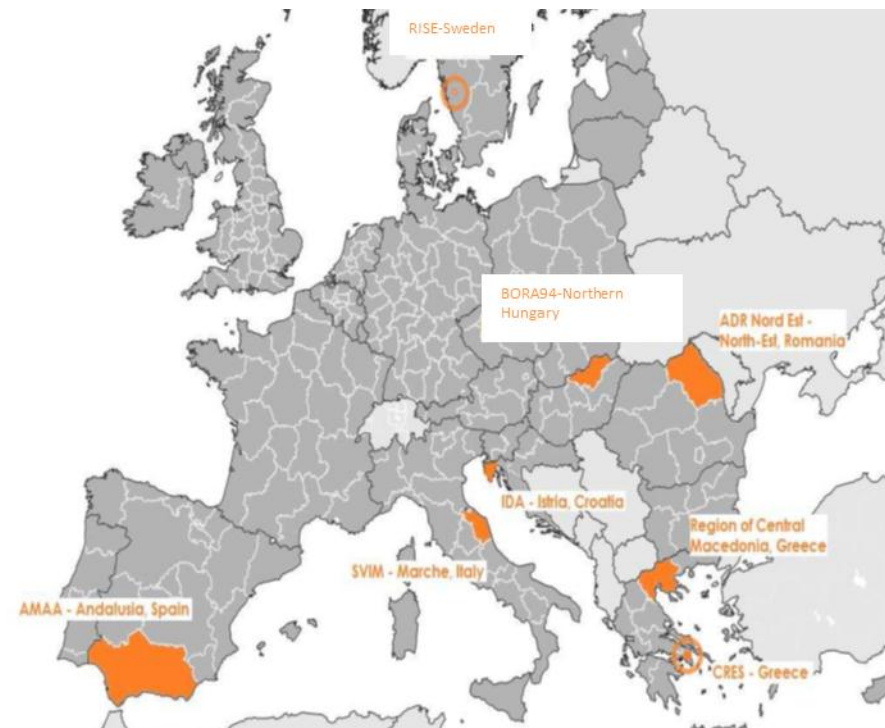 RISE-Sweden
BORA94-Northern
Hungary
ADR Nord Est -
North-Est, Romania
IDA - Istria, Croatia
Region of Central
Macedonia, Greece
SVIM - Marche, Italy
AMAA - Andalusia, Spain
CRES - Greece